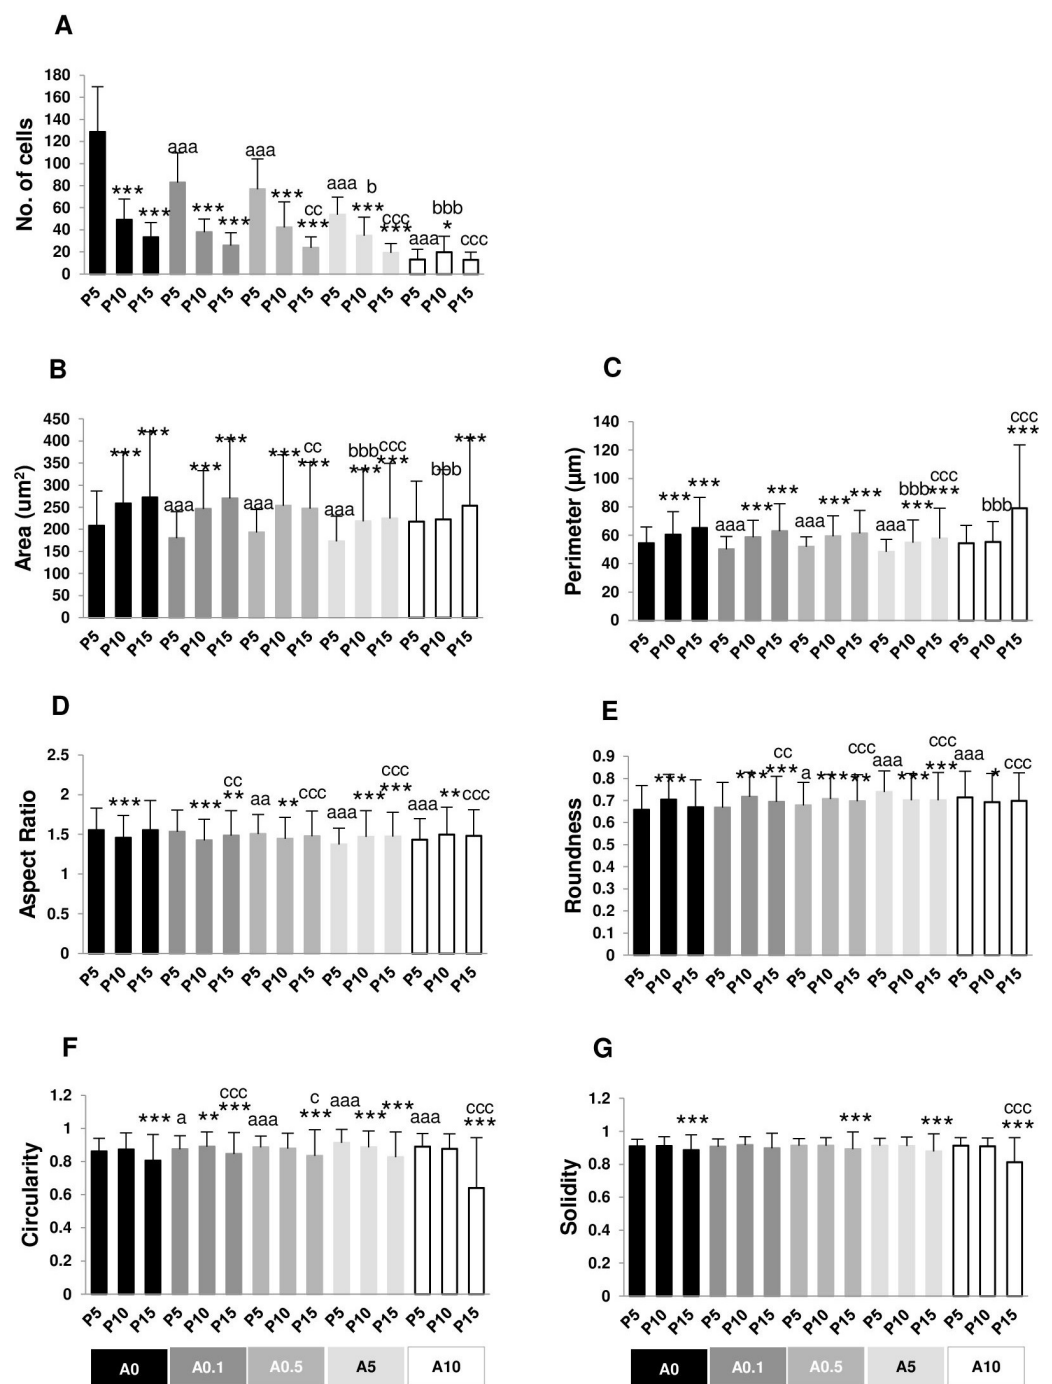 A
No. of cells
180
160
140
120
100
80
60
40
20
0
*** *** aaa *** *** aaa *** cc *** aaa b *** ccc *** aaa bbb * ccc
P5 P10 P15 P5 P10 P15 P5 P10 P15 P5 P10 P15 P5 P10 P15
B
Area (um²)
450
400
350
300
250
200
150
100
50
0
*** *** aaa *** *** aaa *** cc *** aaa bbb *** ccc *** bbb ***
P5 P10 P15 P5 P10 P15 P5 P10 P15 P5 P10 P15 P5 P10 P15
C
Perimeter (µm)
140
120
100
80
60
40
20
0
*** *** aaa *** *** aaa *** *** aaa bbb *** ccc *** bbb ccc ***
P5 P10 P15 P5 P10 P15 P5 P10 P15 P5 P10 P15 P5 P10 P15
D
Aspect Ratio
2.5
2
1.5
1
0.5
0
*** *** cc ** aa ** ccc aaa *** ccc *** aaa ** ccc
P5 P10 P15 P5 P10 P15 P5 P10 P15 P5 P10 P15 P5 P10 P15
E
Roundness
0.9
0.8
0.7
0.6
0.5
0.4
0.3
0.2
0.1
0
*** *** cc *** a *** ccc ** aaa *** ccc *** aaa * ccc
P5 P10 P15 P5 P10 P15 P5 P10 P15 P5 P10 P15 P5 P10 P15
F
Circularity
1.2
1
0.8
0.6
0.4
0.2
0
*** a ** ccc *** aaa c *** aaa *** *** aaa ccc ***
P5 P10 P15 P5 P10 P15 P5 P10 P15 P5 P10 P15 P5 P10 P15
A0 A0.1 A0.5 A5 A10
G
Solidity
1.2
1
0.8
0.6
0.4
0.2
0
*** *** *** ccc ***
P5 P10 P15 P5 P10 P15 P5 P10 P15 P5 P10 P15 P5 P10 P15
A0 A0.1 A0.5 A5 A10